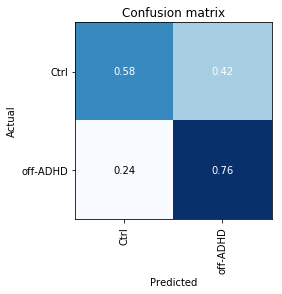 Confusion matrix
Actual
Ctrl
0.58 0.42
off-ADHD
0.24 0.76
Ctrl
off-ADHD
Predicted